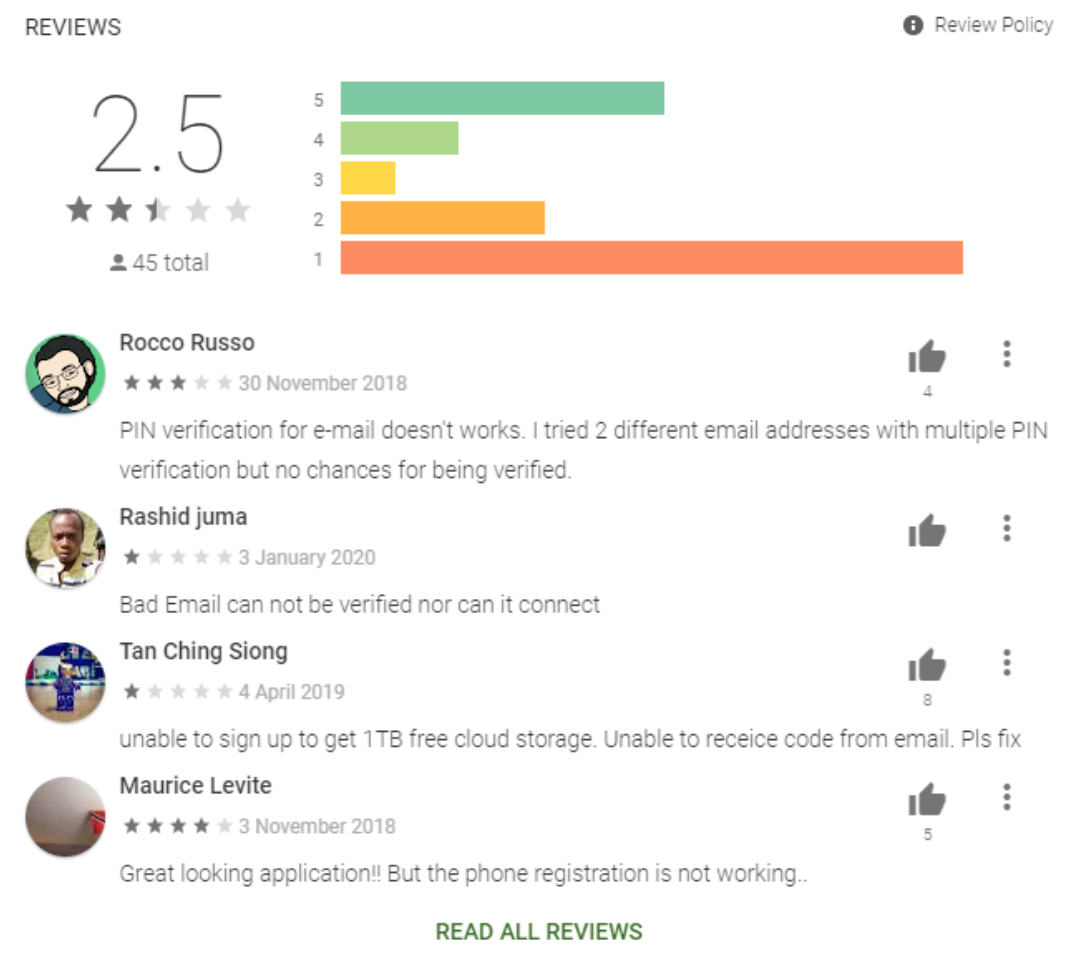 REVIEWS
Review Policy
2.5
45 total
5
4
3
2
1
Rocco Russo
30 November 2018
4
PIN verification for e-mail doesn't works. I tried 2 different email addresses with multiple PIN
verification but no chances for being verified.
Rashid juma
3 January 2020
Bad Email can not be verified nor can it connect
Tan Ching Siong
4 April 2019
8
unable to sign up to get 1TB free cloud storage. Unable to receice code from email. Pls fix
Maurice Levite
3 November 2018
5
Great looking application!! But the phone registration is not working..
READ ALL REVIEWS